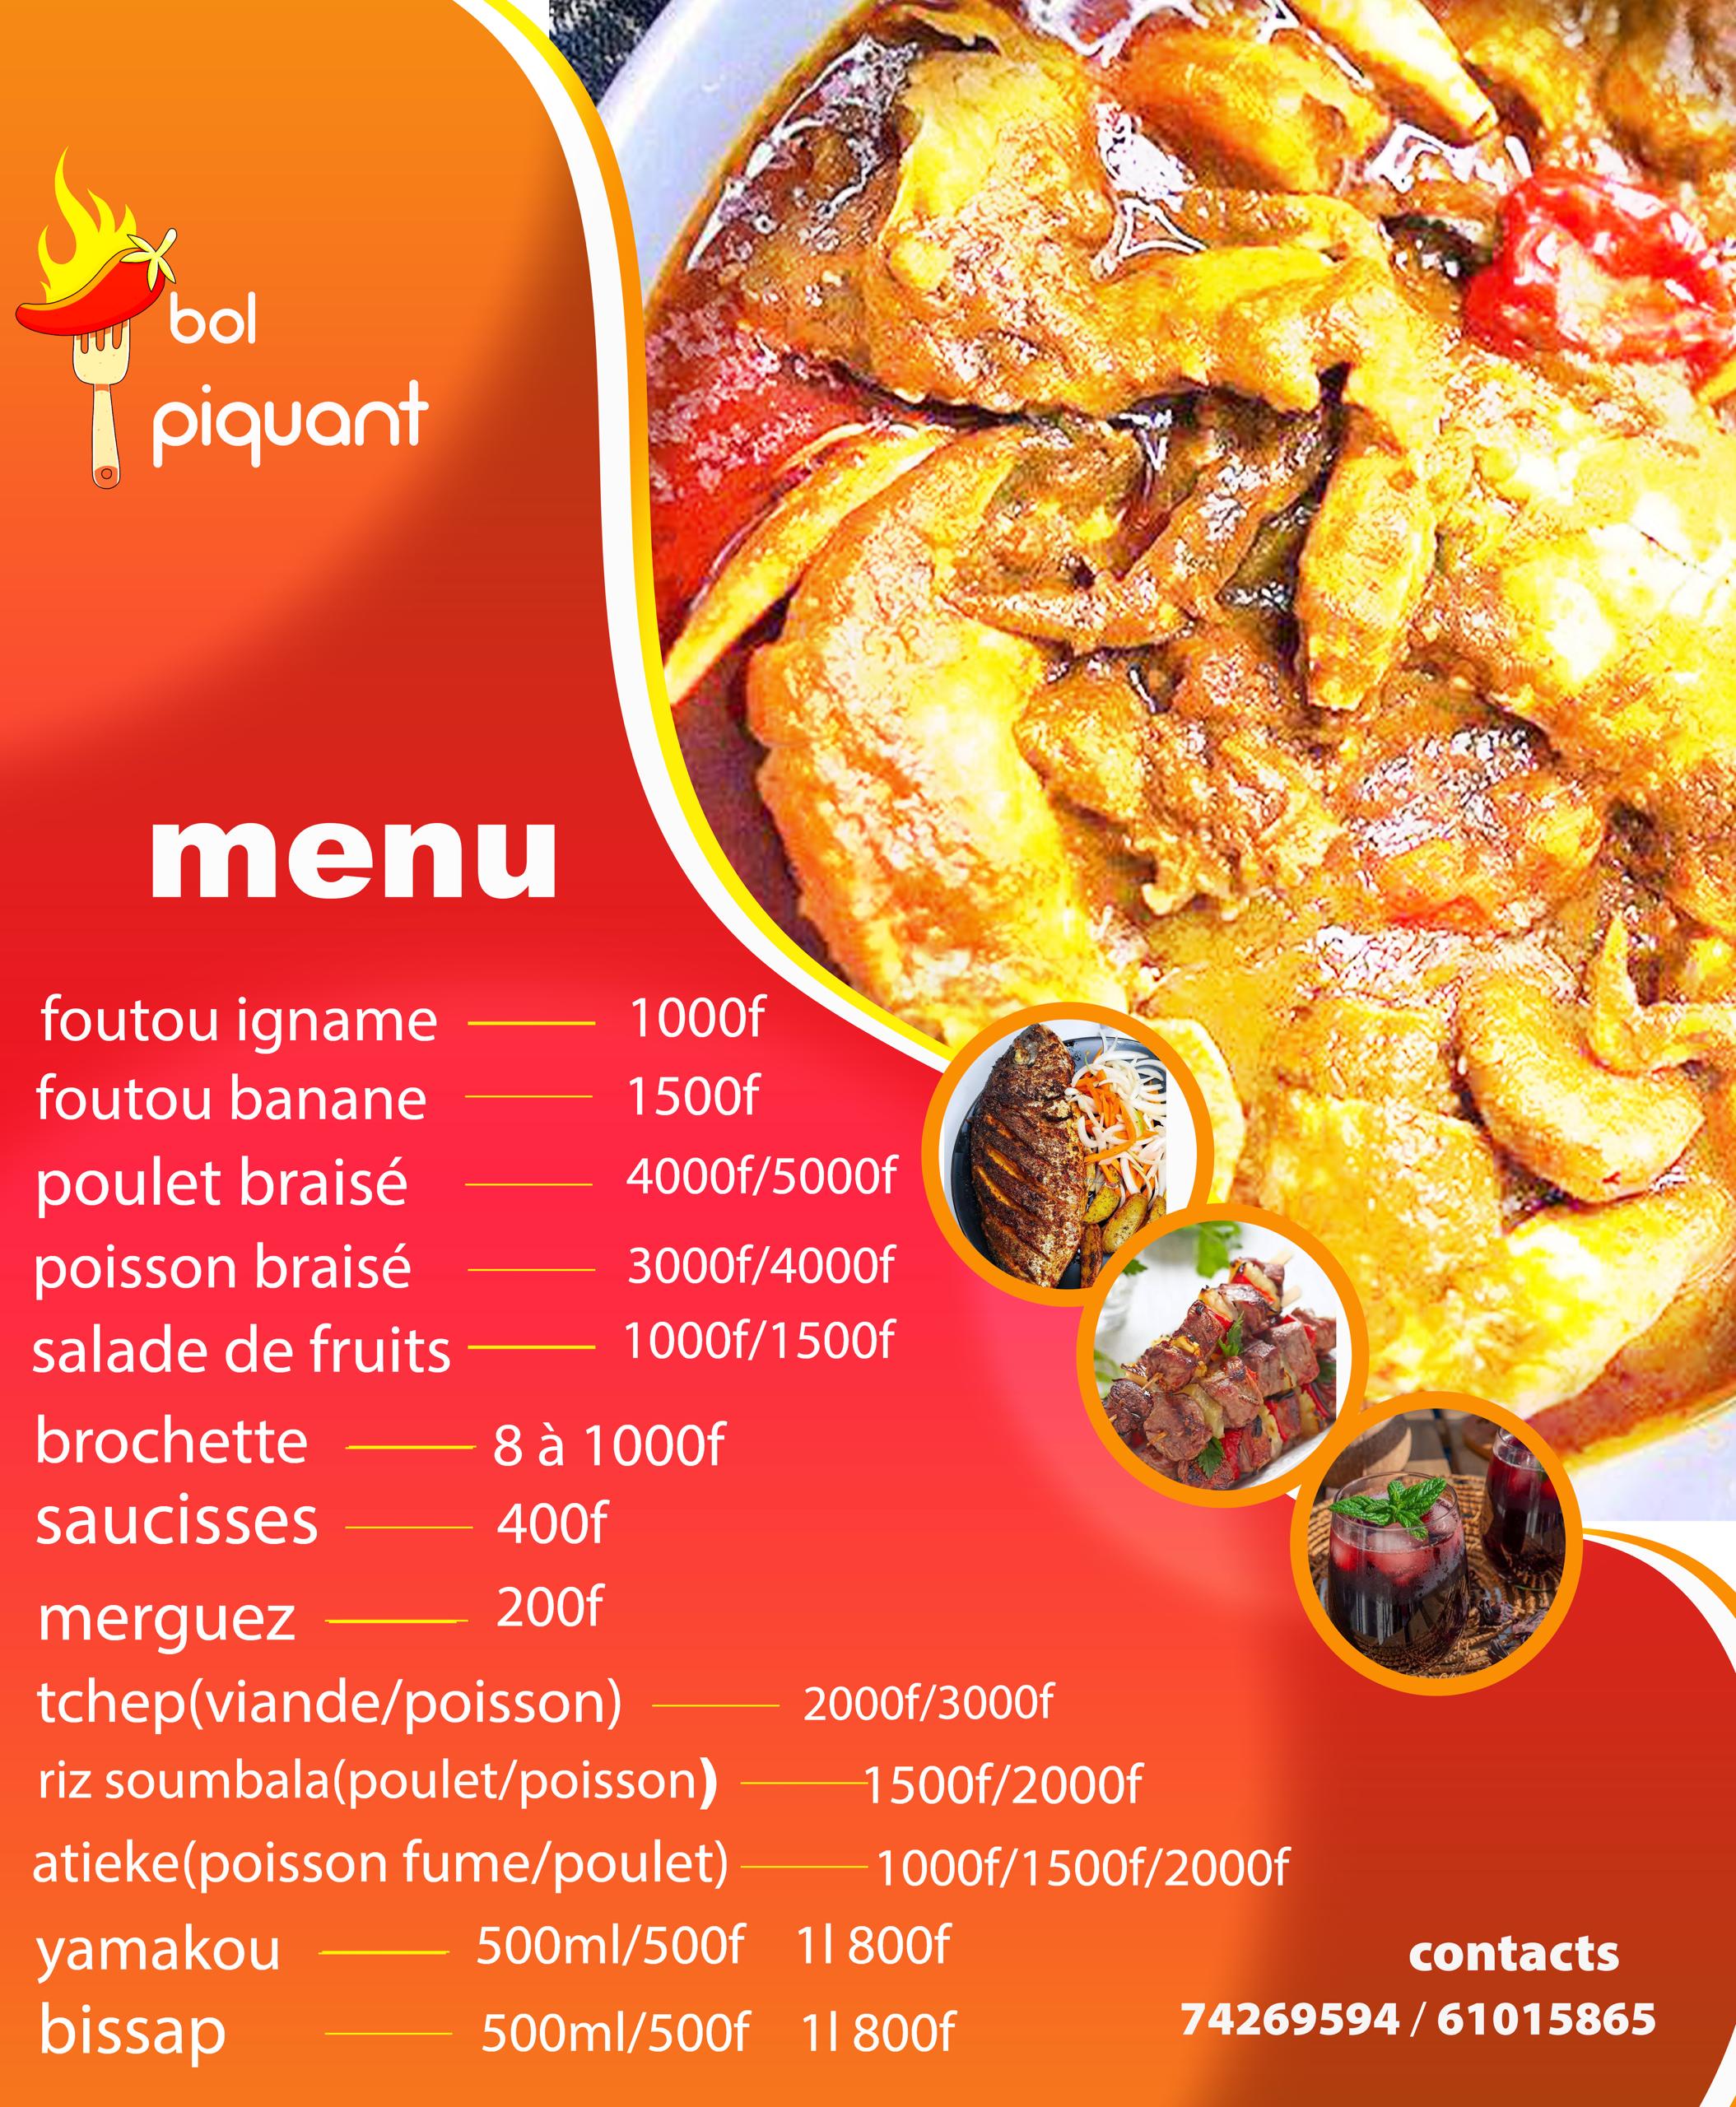 bol
piquant
menu
foutou igname 1000f
foutou banane 1500f
poulet braisé 4000f/5000f
poisson braisé 3000f/4000f
salade de fruits 1000f/1500f
brochette 8 à 1000f
saucisses 400f
merguez 200f
tchep(viande/poisson) 2000f/3000f
riz soumbala(poulet/poisson) 1500f/2000f
atieke(poisson fume/poulet) 1000f/1500f/2000f
yamakou 500ml/500f 1l 800f
bissap 500ml/500f 1l 800f
contacts
74269594 / 61015865